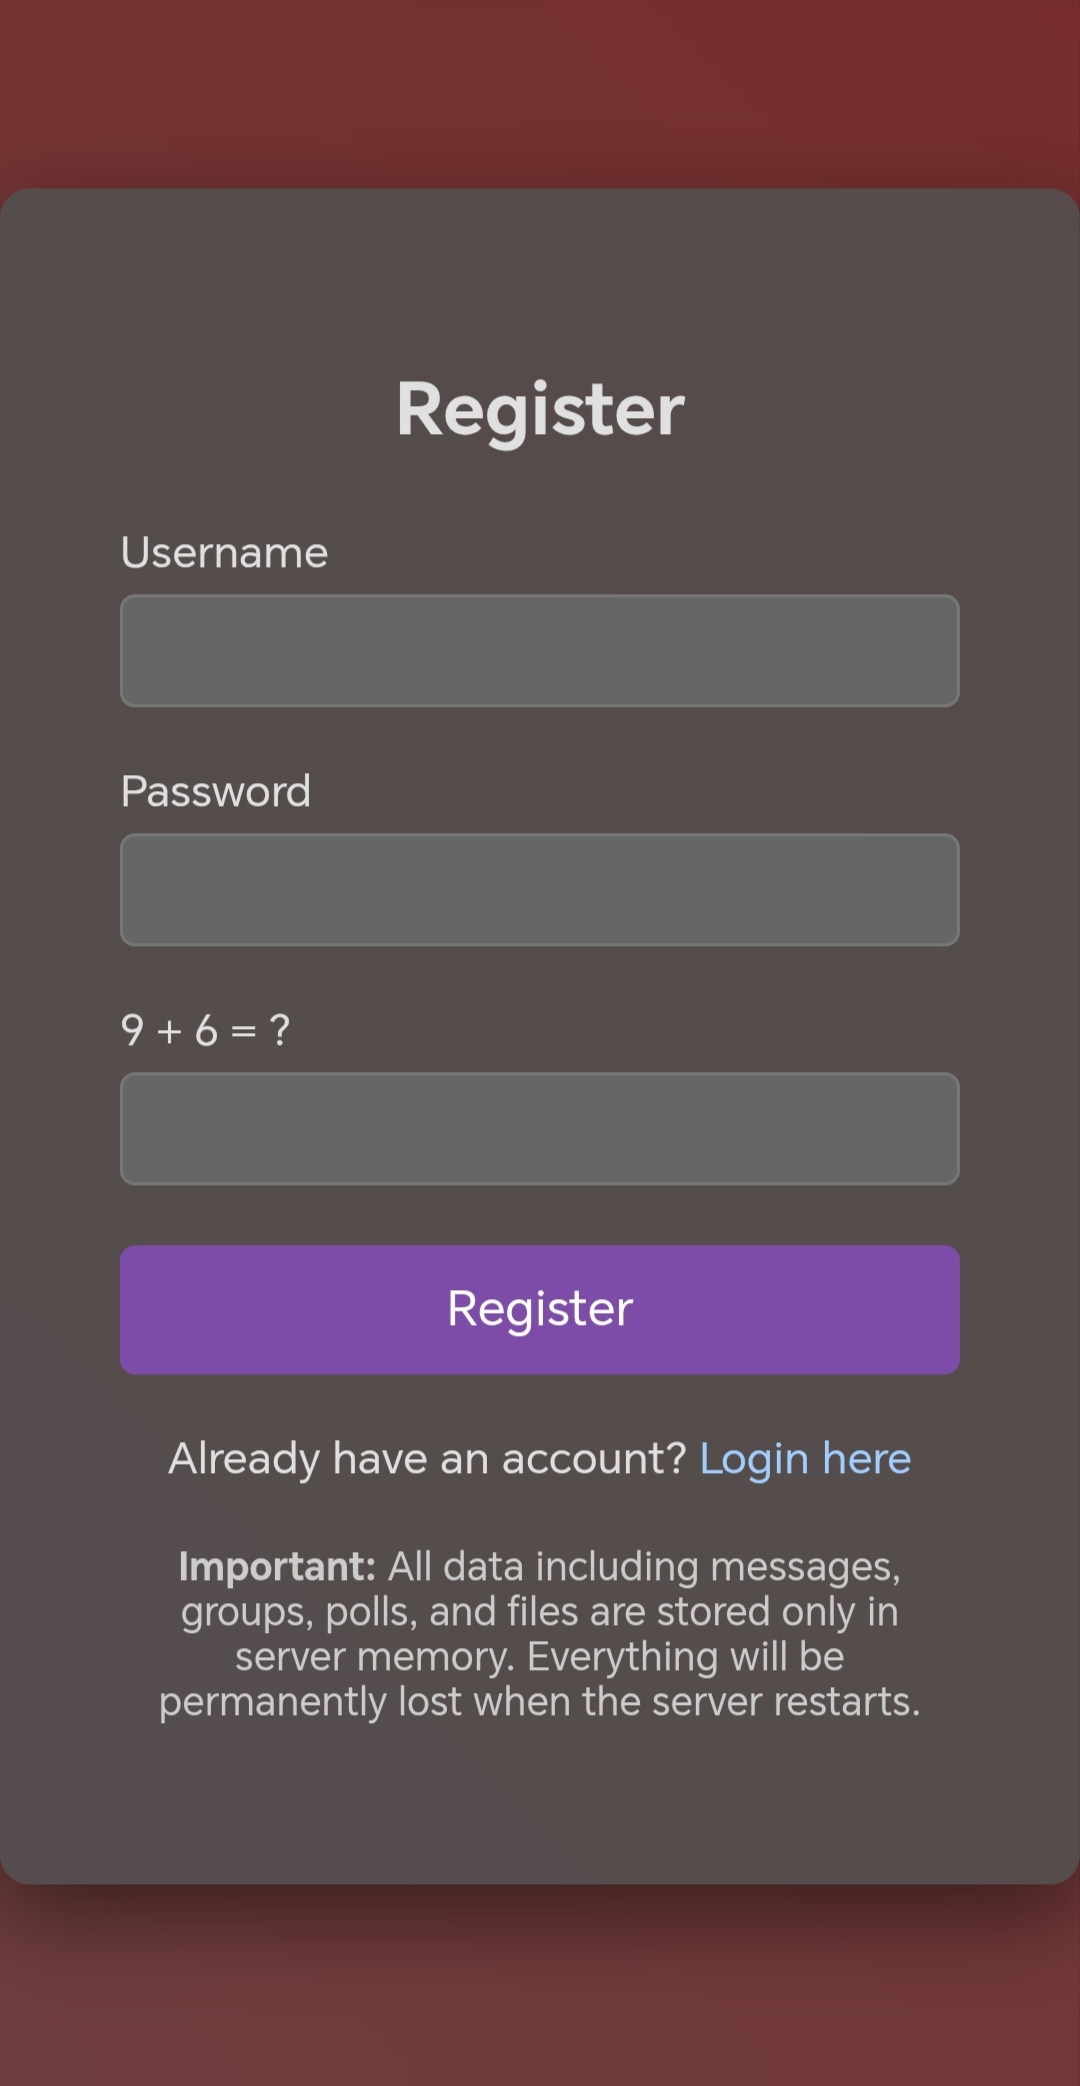 Register
Username
Password
9 + 6 = ?
Register
Already have an account? Login here
Important: All data including messages,
groups, polls, and files are stored only in
server memory. Everything will be
permanently lost when the server restarts.